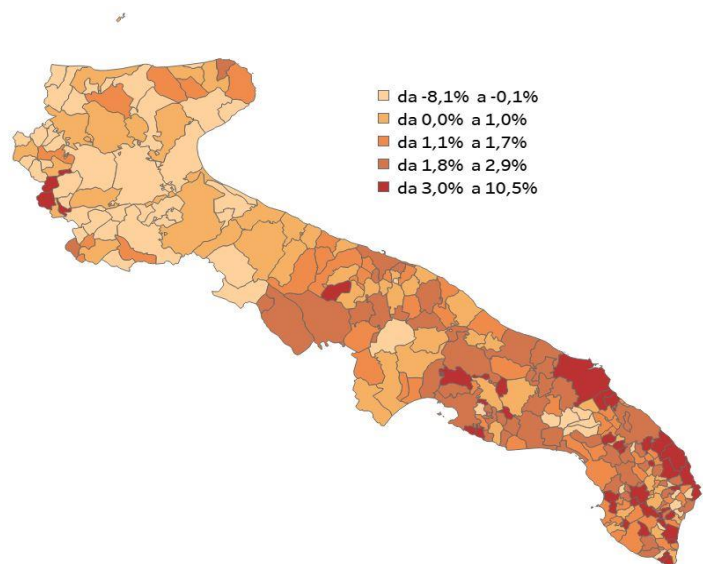 da -8,1% a -0,1%
da 0,0% a 1,0%
da 1,1% a 1,7%
da 1,8% a 2,9%
da 3,0% a 10,5%